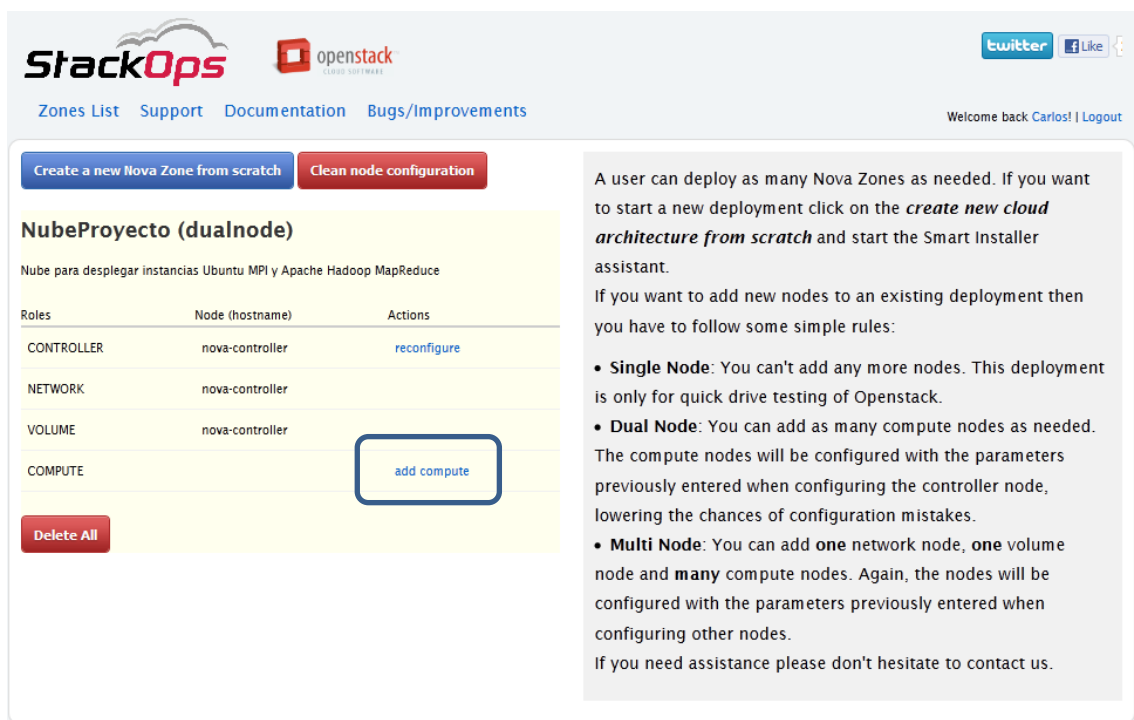 StackOps
openstack
CLOUD SOFTWARE
twitter
Like
Zones List Support Documentation Bugs/Improvements
Welcome back Carlos! | Logout
Create a new Nova Zone from scratch
Clean node configuration
NubeProyecto (dualnode)
Nube para desplegar instancias Ubuntu MPI y Apache Hadoop MapReduce
Roles Node (hostname) Actions
CONTROLLER nova-controller reconfigure
NETWORK nova-controller
VOLUME nova-controller
COMPUTE add compute
Delete All
A user can deploy as many Nova Zones as needed. If you want
to start a new deployment click on the create new cloud
architecture from scratch and start the Smart Installer
assistant.
If you want to add new nodes to an existing deployment then
you have to follow some simple rules:
• Single Node: You can't add any more nodes. This deployment
is only for quick drive testing of Openstack.
• Dual Node: You can add as many compute nodes as needed.
The compute nodes will be configured with the parameters
previously entered when configuring the controller node,
lowering the chances of configuration mistakes.
• Multi Node: You can add one network node, one volume
node and many compute nodes. Again, the nodes will be
configured with the parameters previously entered when
configuring other nodes.
If you need assistance please don't hesitate to contact us.